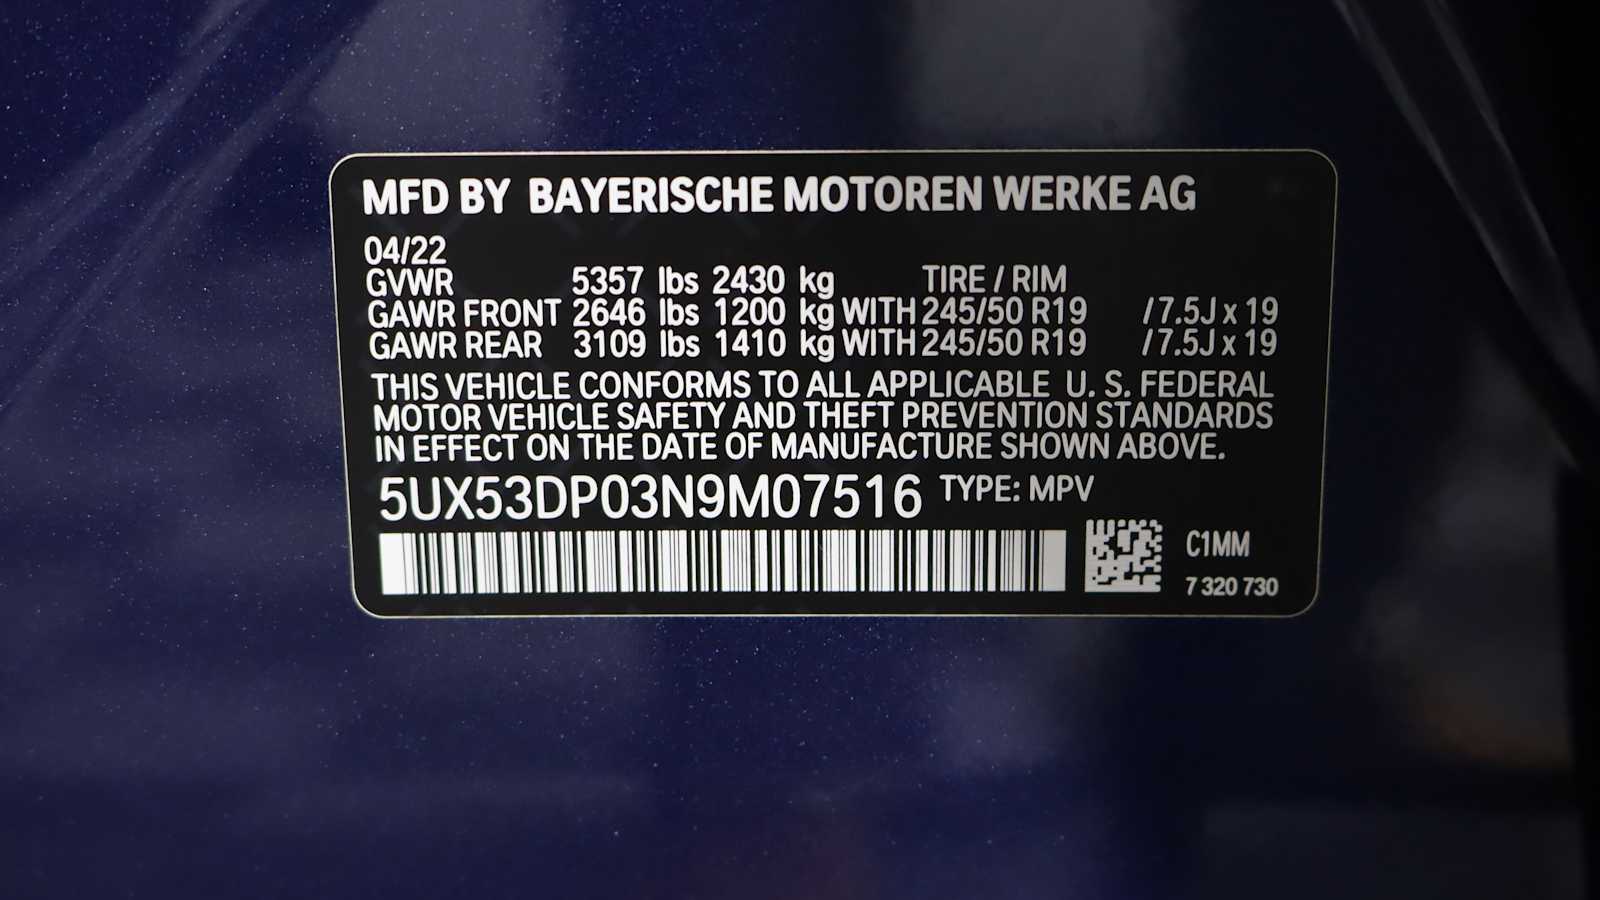 MFD BY BAYERISCHE MOTOREN WERKE AG
04/22
GVWR 5357 lbs 2430 kg TIRE / RIM
GAWR FRONT 2646 lbs 1200 kg WITH 245/50 R19 / 7.5J x 19
GAWR REAR 3109 lbs 1410 kg WITH 245/50 R19 / 7.5J x 19
THIS VEHICLE CONFORMS TO ALL APPLICABLE U. S. FEDERAL
MOTOR VEHICLE SAFETY AND THEFT PREVENTION STANDARDS
IN EFFECT ON THE DATE OF MANUFACTURE SHOWN ABOVE.
5UX53DP03N9M07516 TYPE: MPV
C1MM
7 320 730